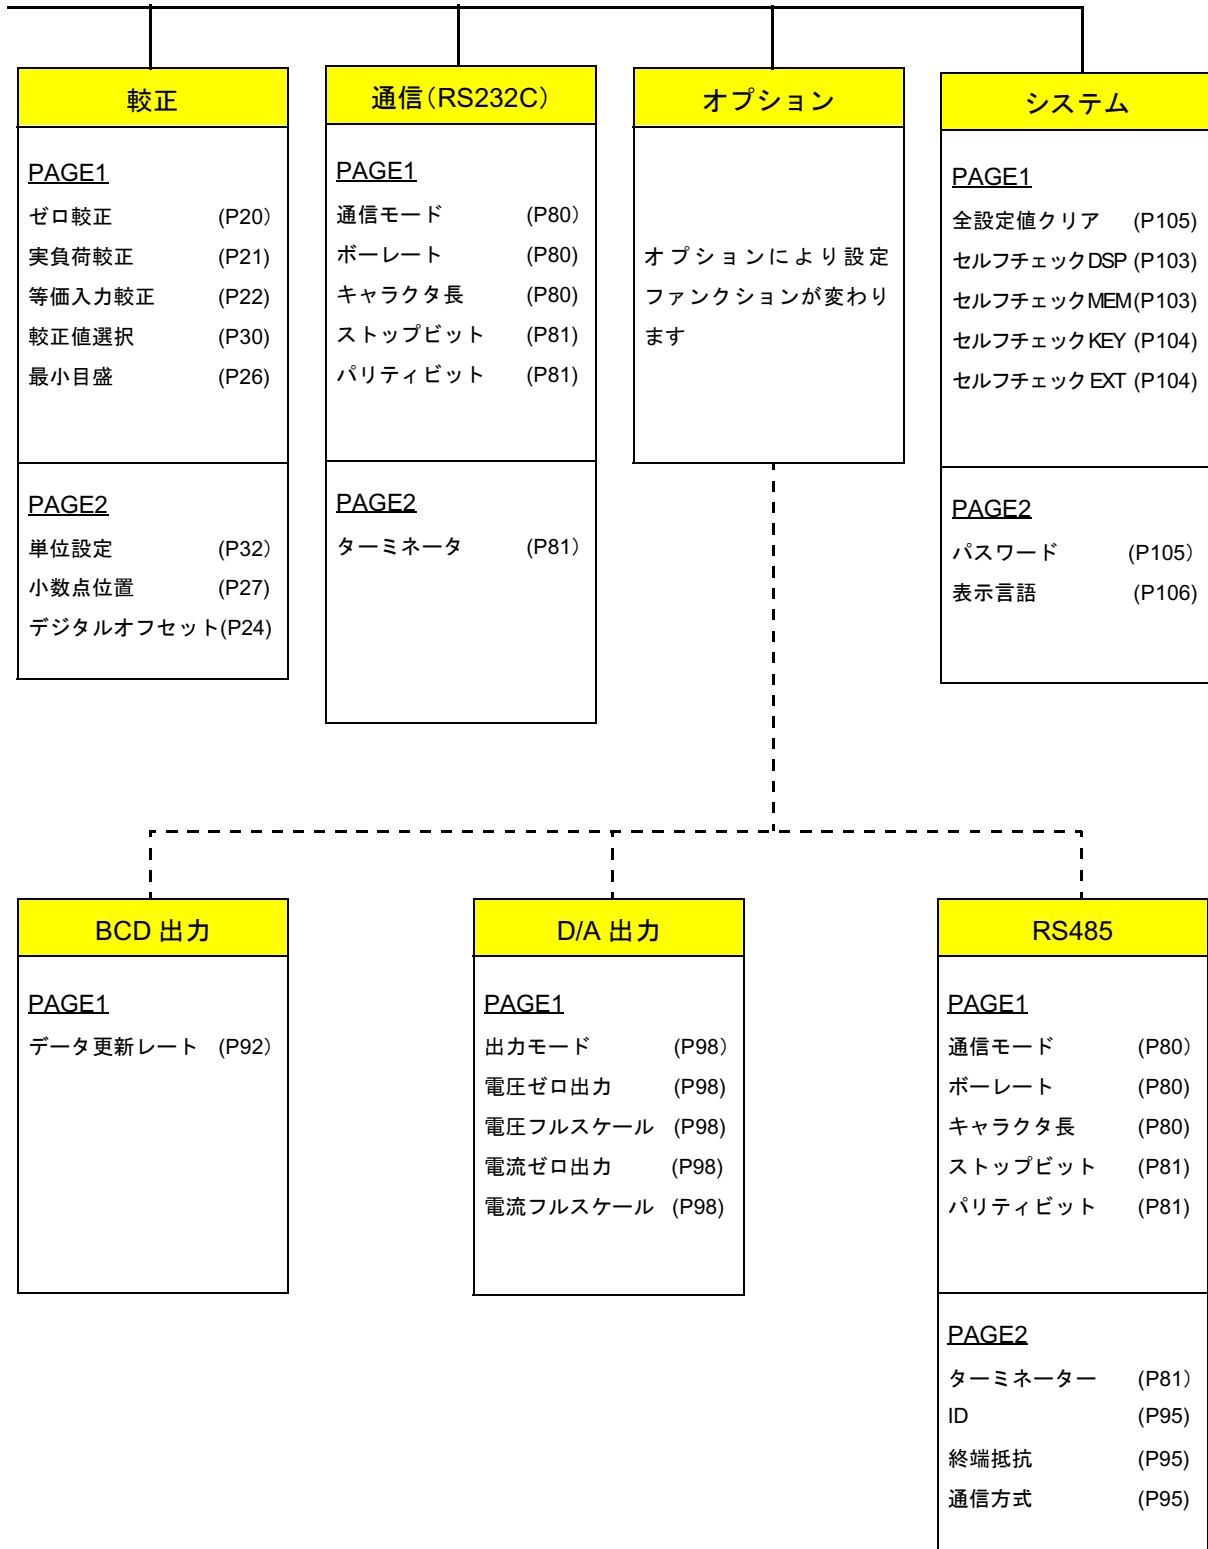 較正
PAGE1
ゼロ較正 (P20)
実負荷較正 (P21)
等価入力較正 (P22)
較正値選択 (P30)
最小目盛 (P26)
PAGE2
単位設定 (P32)
小数点位置 (P27)
デジタルオフセット(P24)
通信(RS232C)
PAGE1
通信モード (P80)
ボーレート (P80)
キャラクタ長 (P80)
ストップビット (P81)
パリティビット (P81)
PAGE2
ターミネータ (P81)
オプション
オプションにより設定
ファンクションが変わり
ます
システム
PAGE1
全設定値クリア (P105)
セルフチェックDSP (P103)
セルフチェックMEM(P103)
セルフチェックKEY (P104)
セルフチェックEXT (P104)
PAGE2
パスワード (P105)
表示言語 (P106)
BCD 出力
PAGE1
データ更新レート (P92)
D/A 出力
PAGE1
出力モード (P98)
電圧ゼロ出力 (P98)
電圧フルスケール (P98)
電流ゼロ出力 (P98)
電流フルスケール (P98)
RS485
PAGE1
通信モード (P80)
ボーレート (P80)
キャラクタ長 (P80)
ストップビット (P81)
パリティビット (P81)
PAGE2
ターミネーター (P81)
ID (P95)
終端抵抗 (P95)
通信方式 (P95)